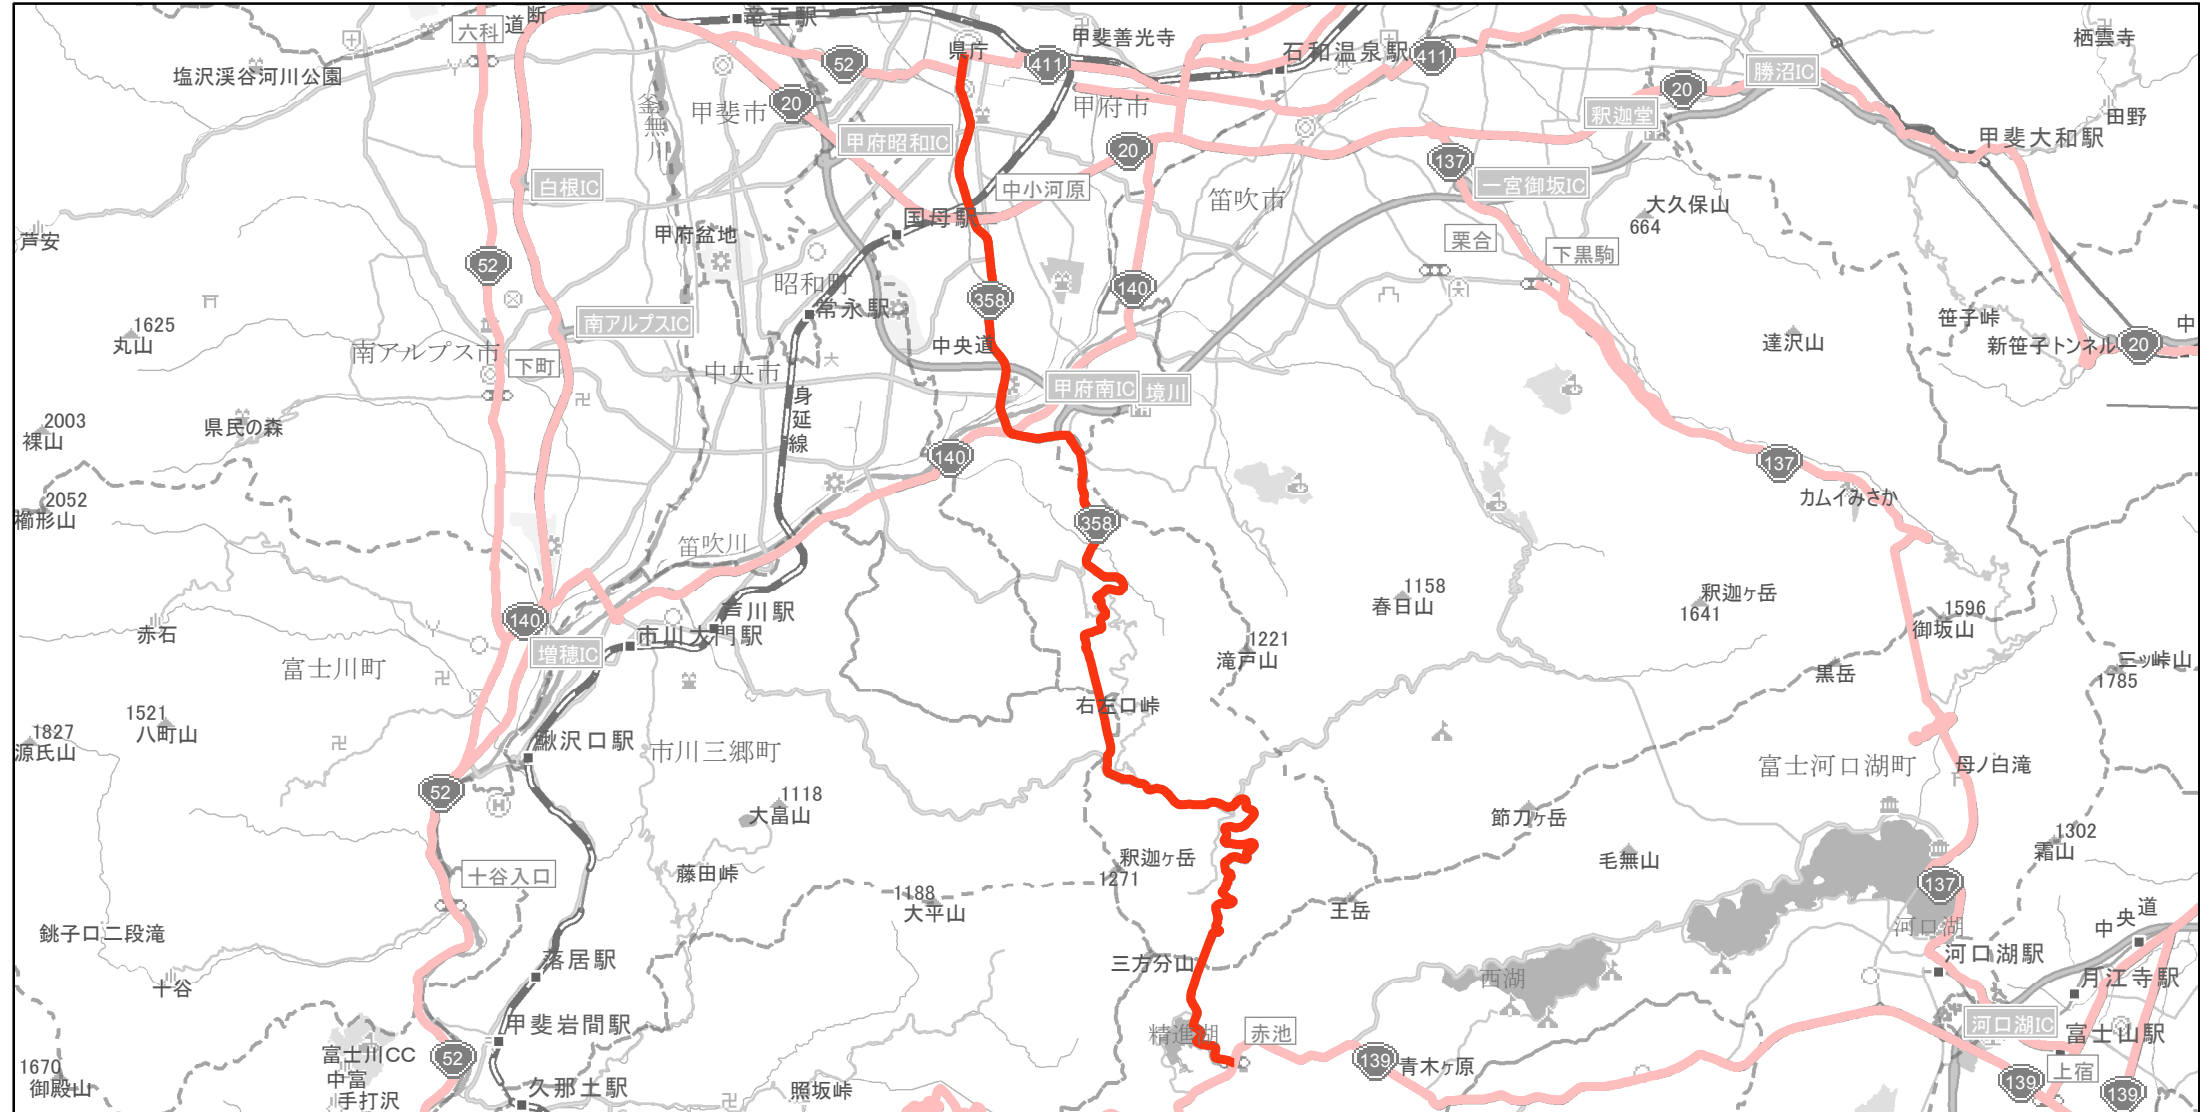 六科
道
断
竜王駅
県庁
甲斐善光寺
石和温泉駅
栖雲寺
塩沢渓谷河川公園
52
411
411
勝沼IC
20
釜無川
甲斐市
20
甲府市
釈迦堂
20
田野
甲府昭和IC
20
甲斐大和駅
137
白根IC
中小河原
一宮御坂IC
笛吹市
大久保山
664
国母駅
芦安
甲府盆地
栗合
下黒駒
52
昭和町
358
140
常永駅
笹子峠
中
1625
丸山
南アルプスIC
南アルプス市
下町
中央道
達沢山
新笹子トンネル
20
中央市
甲府南IC
境川
身延線
2003
裸山
県民の森
140
137
2052
櫛形山
カムイみさか
358
笛吹川
1158
春日山
釈迦ヶ岳
1641
1596
御坂山
赤石
140
芦川駅
市川大門駅
増穂IC
1221
滝戸山
三ッ峠山
1785
富士川町
黒岳
右左口峠
1521
八町山
1827
源氏山
鰍沢口駅
市川三郷町
富士河口湖町
母ノ白滝
52
1118
大畠山
節刀ヶ岳
1302
霜山
毛無山
釈迦ヶ岳
1271
藤田峠
十谷入口
137
1188
大平山
王岳
銚子口二段滝
河口湖
中央道
落居駅
三方分山
河口湖駅
西湖
月江寺駅
十谷
甲斐岩間駅
精進湖
赤池
河口湖IC
富士山駅
富士川CC
52
139
青木ヶ原
上宿
1670
御殿山
中富
手打沢
久那土駅
照坂峠
139
139